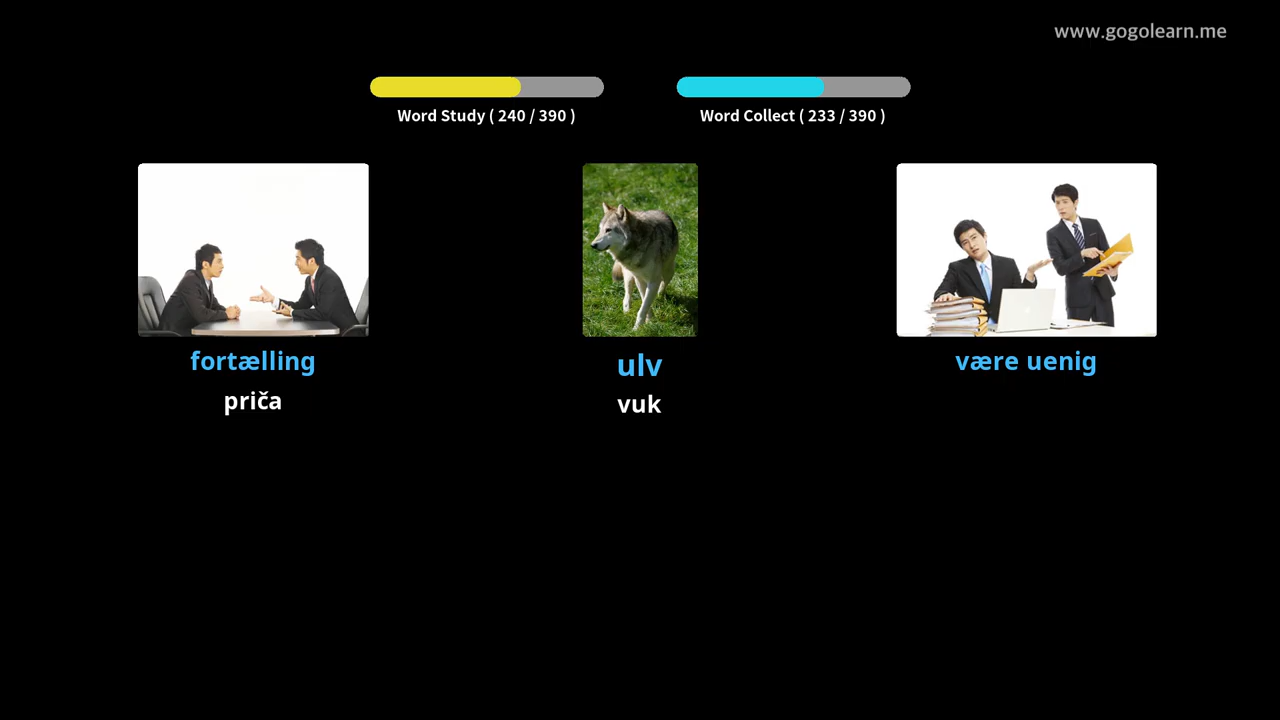 www.gogolearn.me
Word Study ( 240 / 390 )
Word Collect ( 233 / 390 )
fortælling
priča
ulv
vuk
være uenig